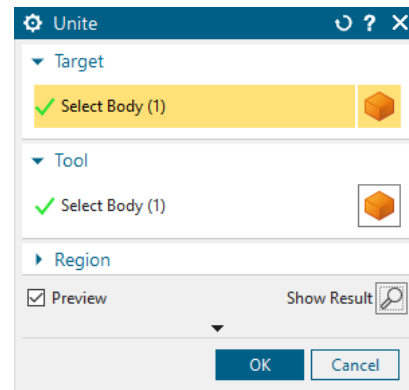 Unite
Target
Select Body (1)
Tool
Select Body (1)
Region
Preview Show Result
OK Cancel